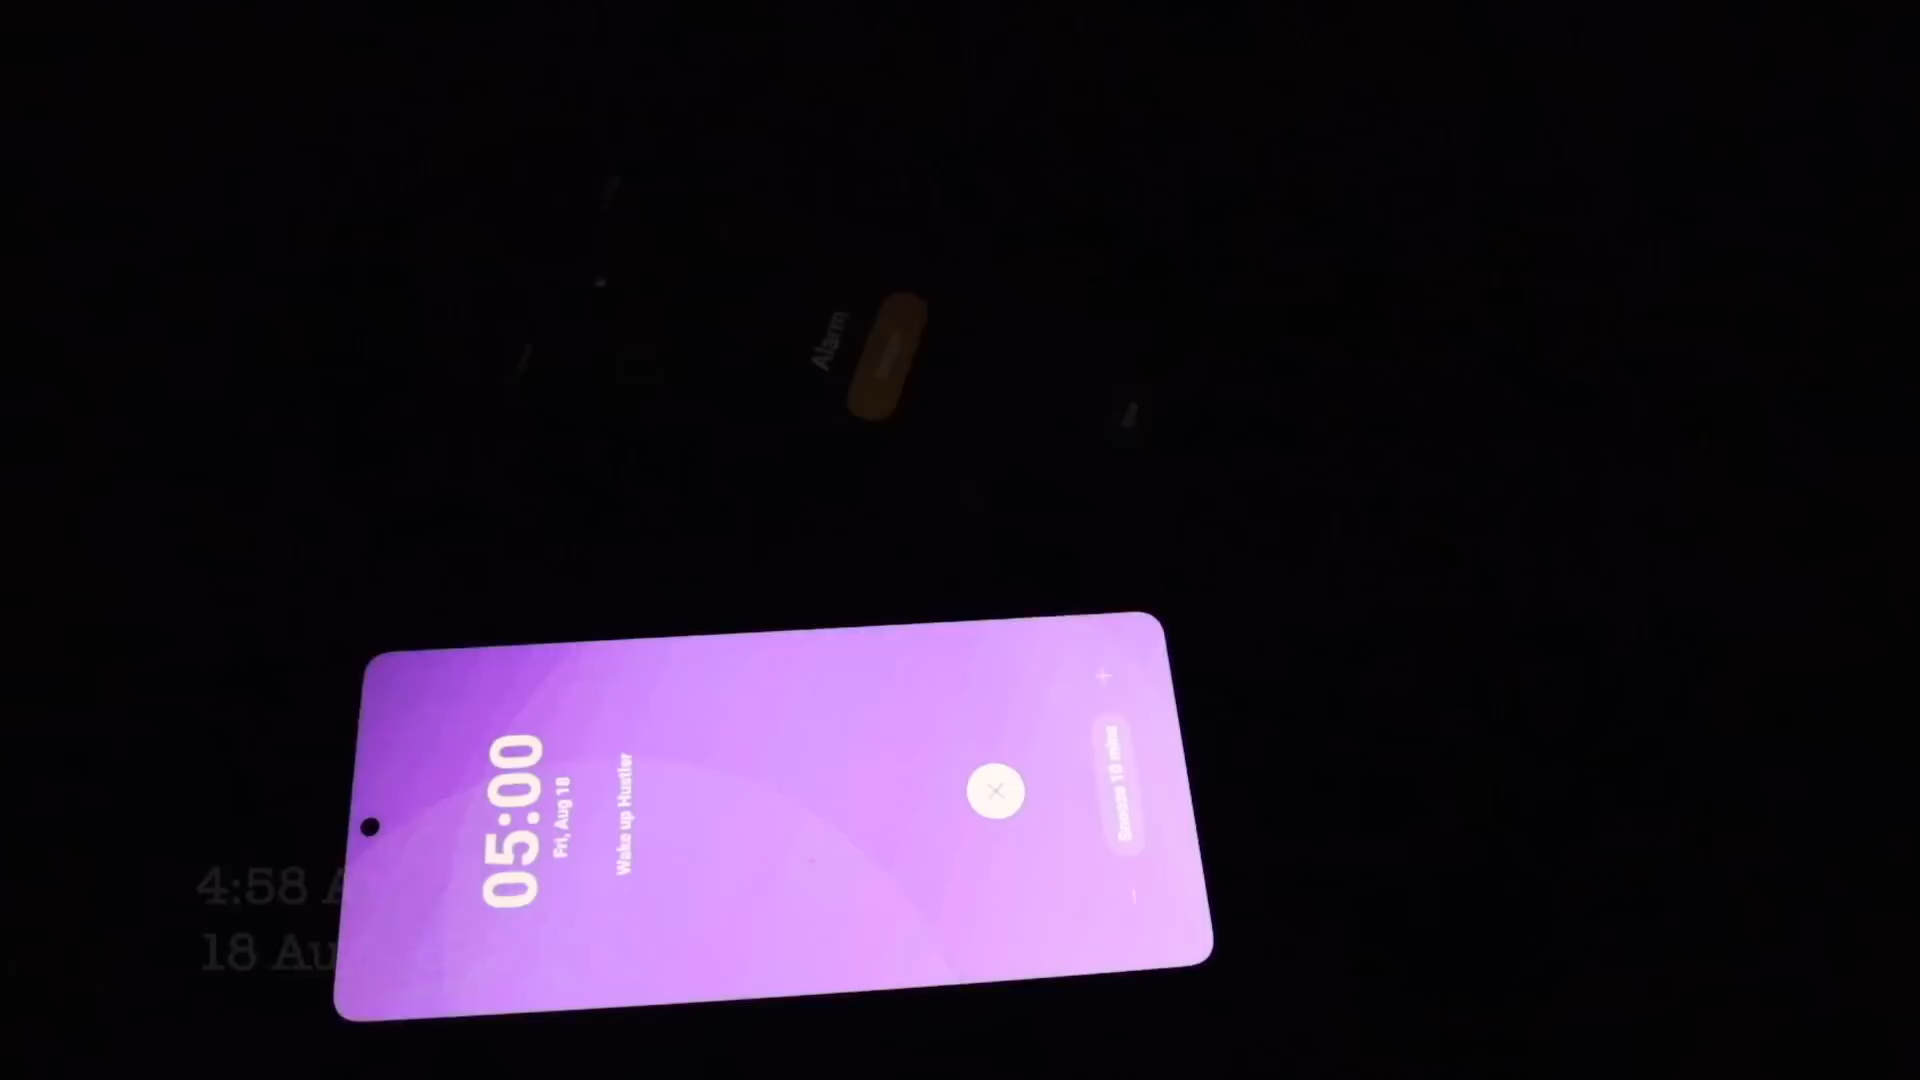 Alarm
05:00
Fri, Aug 18
Wake up Hustler
Snooze 10 mins
4:58 A
18 Au